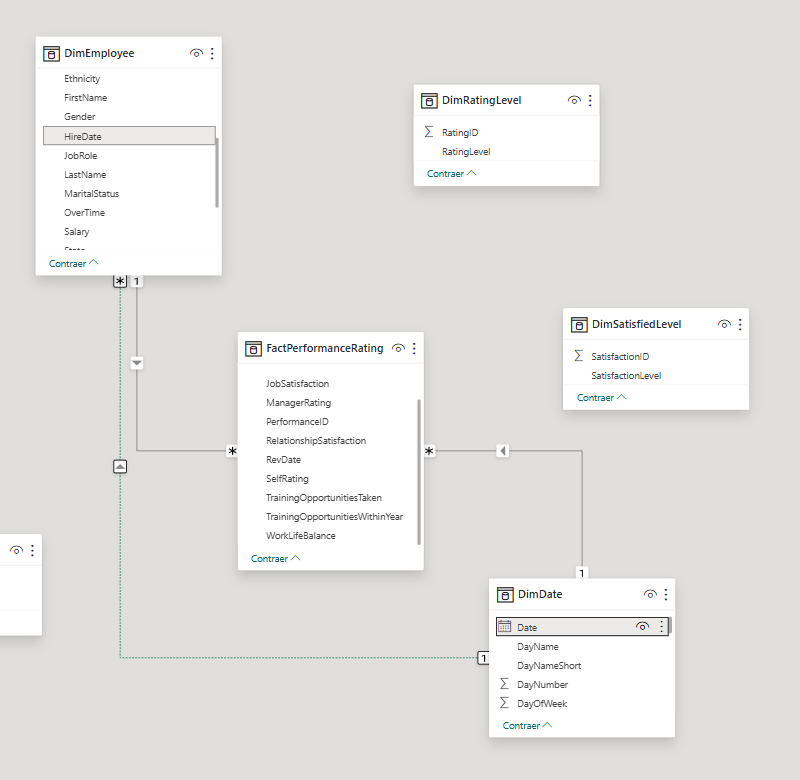 DimEmployee
Ethnicity
FirstName
Gender
HireDate
JobRole
LastName
MaritalStatus
OverTime
Salary
State
Contraer
* 1
DimRatingLevel
RatingID
RatingLevel
Contraer
DimSatisfiedLevel
SatisfactionID
SatisfactionLevel
Contraer
FactPerformanceRating
JobSatisfaction
ManagerRating
PerformanceID
RelationshipSatisfaction
RevDate
SelfRating
TrainingOpportunitiesTaken
TrainingOpportunitiesWithinYear
WorkLifeBalance
Contraer
* *
1
1
DimDate
Date
DayName
DayNameShort
Σ DayNumber
Σ DayOfWeek
Contraer